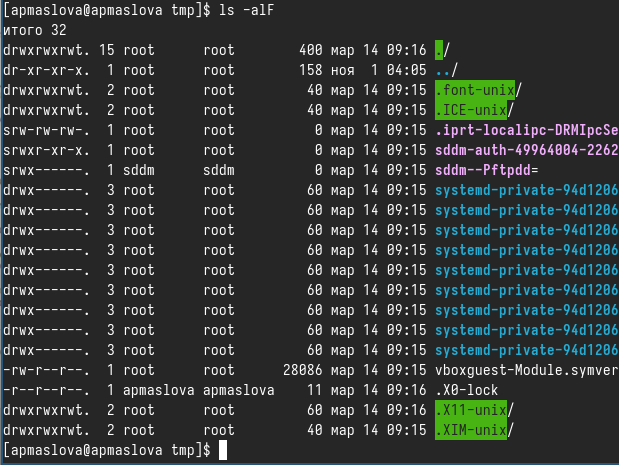 [apmaslova@apmaslova tmp]$ ls -alF
итого 32
drwxrwxrwt. 15 root      root         400 мар 14 09:16 ./
dr-xr-xr-x.  1 root      root         158 ноя  1 04:05 ../
drwxrwxrwt.  2 root      root          40 мар 14 09:15 .font-unix/
drwxrwxrwt.  2 root      root          40 мар 14 09:15 .ICE-unix/
srw-rw-rw-.  1 root      root           0 мар 14 09:15 .iprt-localipc-DRMIpcSe
srwxr-xr-x.  1 root      root           0 мар 14 09:15 sddm-auth-49964004-2262
srwx------.  1 sddm      sddm           0 мар 14 09:15 sddm--Pftpdd=
drwx------.  3 root      root          60 мар 14 09:15 systemd-private-94d1206
drwx------.  3 root      root          60 мар 14 09:15 systemd-private-94d1206
drwx------.  3 root      root          60 мар 14 09:15 systemd-private-94d1206
drwx------.  3 root      root          60 мар 14 09:15 systemd-private-94d1206
drwx------.  3 root      root          60 мар 14 09:15 systemd-private-94d1206
drwx------.  3 root      root          60 мар 14 09:15 systemd-private-94d1206
drwx------.  3 root      root          60 мар 14 09:15 systemd-private-94d1206
drwx------.  3 root      root          60 мар 14 09:15 systemd-private-94d1206
drwx------.  3 root      root          60 мар 14 09:15 systemd-private-94d1206
-rw-r--r--.  1 root      root       28086 мар 14 09:15 vboxguest-Module.symver
-r--r--r--.  1 apmaslova apmaslova     11 мар 14 09:16 .X0-lock
drwxrwxrwt.  2 root      root          60 мар 14 09:16 .X11-unix/
drwxrwxrwt.  2 root      root          40 мар 14 09:15 .XIM-unix/
[apmaslova@apmaslova tmp]$